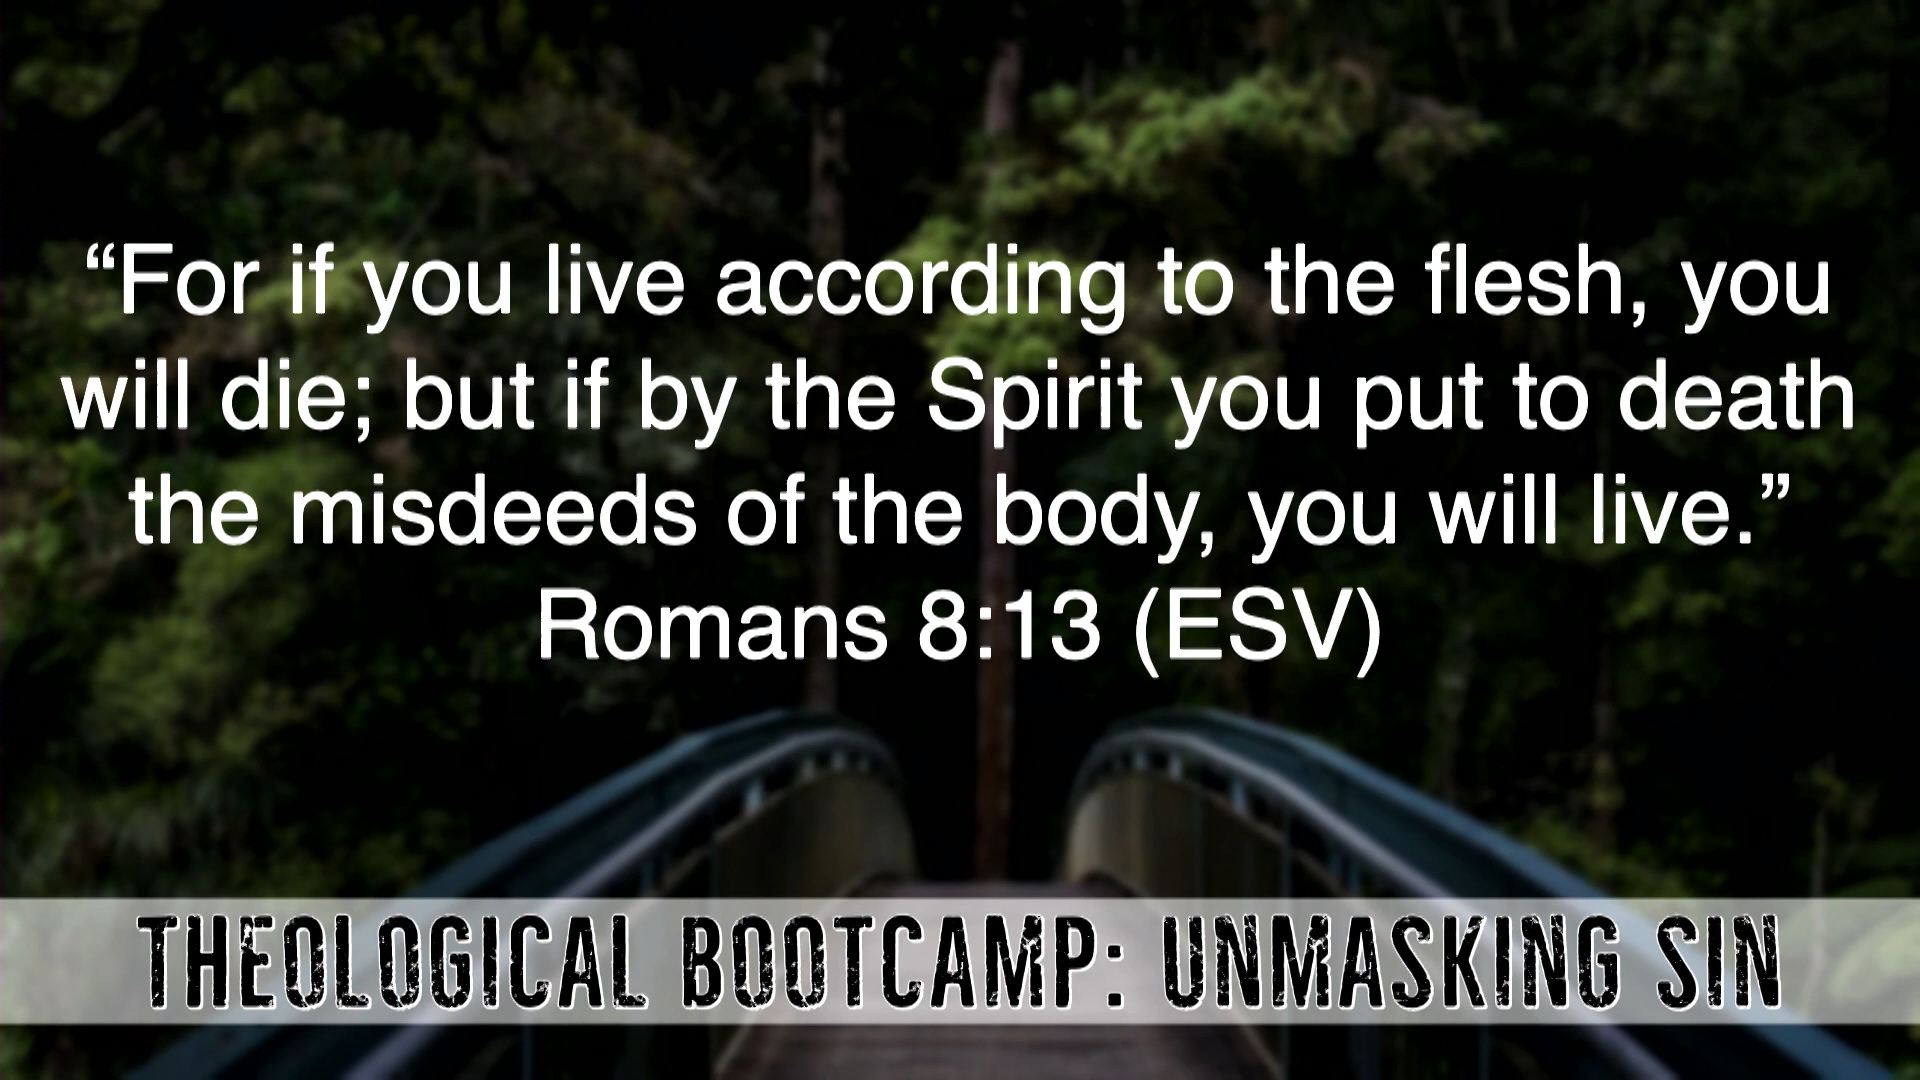 “For if you live according to the flesh, you
will die; but if by the Spirit you put to death
the misdeeds of the body, you will live.”
Romans 8:13 (ESV)
THEOLOGICAL BOOTCAMP: UNMASKING SIN